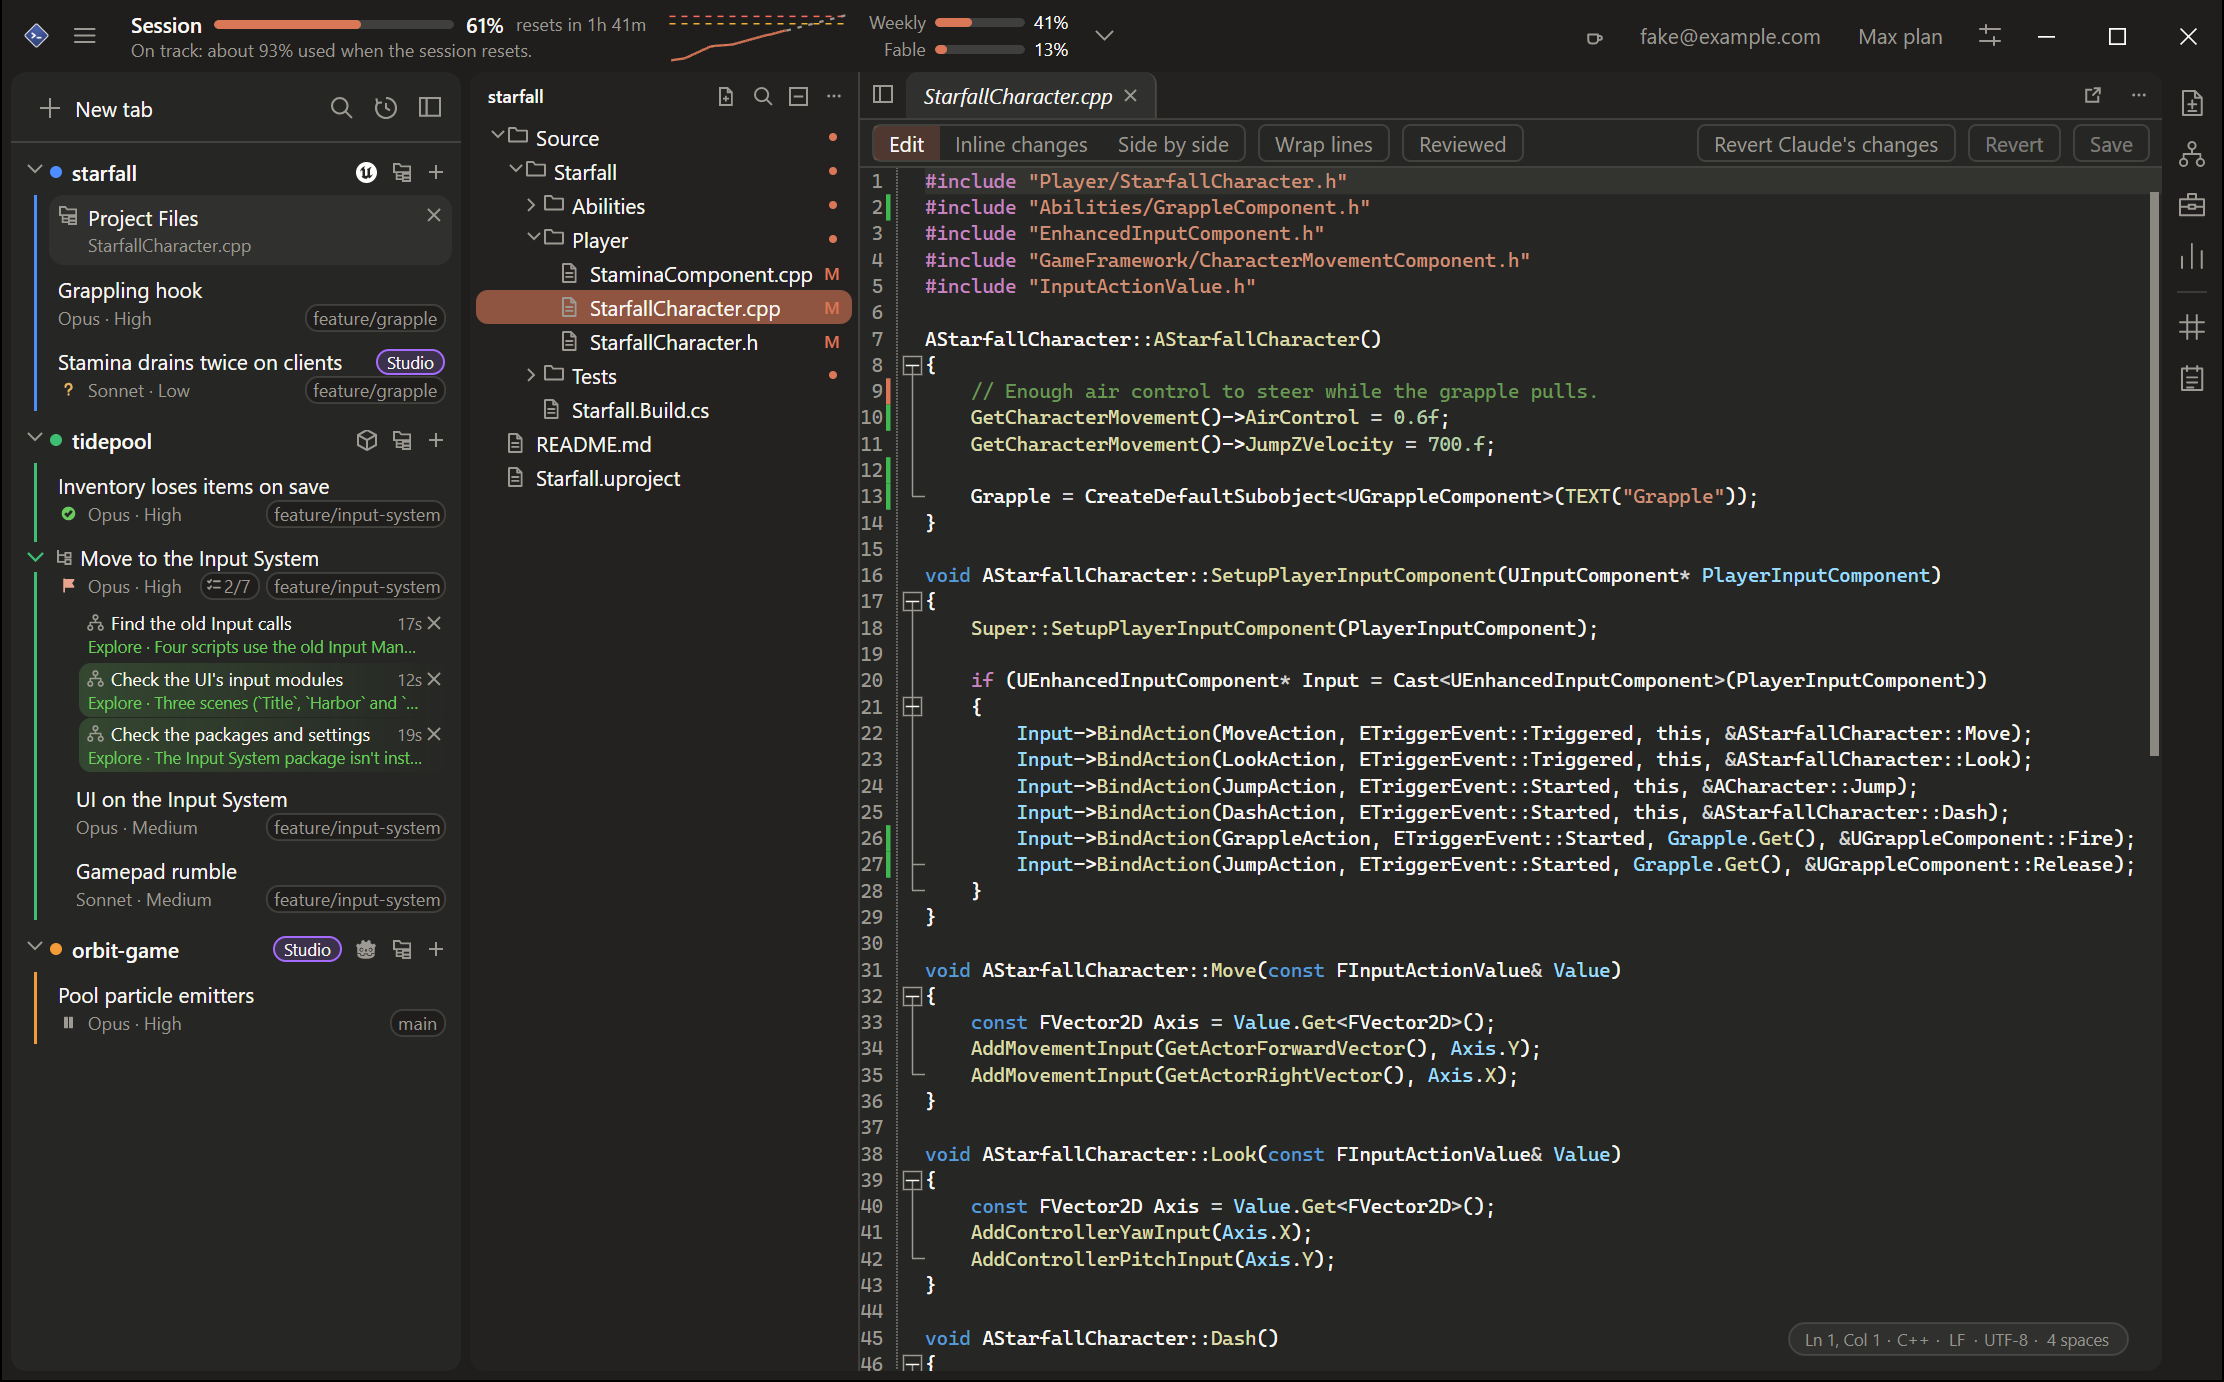 Session 61% resets in 1h 41m
On track: about 93% used when the session resets.
Weekly 41%
Fable 13%
fake@example.com Max plan
New tab
starfall
Project Files
StarfallCharacter.cpp
Grappling hook
Opus · High feature/grapple
Stamina drains twice on clients Studio
? Sonnet · Low feature/grapple
tidepool
Inventory loses items on save
Opus · High feature/input-system
Move to the Input System
Opus · High 2/7 feature/input-system
Find the old Input calls 17s
Explore · Four scripts use the old Input Man...
Check the UI's input modules 12s
Explore · Three scenes (`Title`, `Harbor` and `...
Check the packages and settings 19s
Explore · The Input System package isn't inst...
UI on the Input System
Opus · Medium feature/input-system
Gamepad rumble
Sonnet · Medium feature/input-system
orbit-game Studio
Pool particle emitters
Opus · High main
starfall
Source
Starfall
Abilities
Player
StaminaComponent.cpp M
StarfallCharacter.cpp M
StarfallCharacter.h M
Tests
Starfall.Build.cs
README.md
Starfall.uproject
StarfallCharacter.cpp
Edit Inline changes Side by side Wrap lines Reviewed Revert Claude's changes Revert Save
1 #include "Player/StarfallCharacter.h"
2 #include "Abilities/GrappleComponent.h"
3 #include "EnhancedInputComponent.h"
4 #include "GameFramework/CharacterMovementComponent.h"
5 #include "InputActionValue.h"
6
7 AStarfallCharacter::AStarfallCharacter()
8 {
9 // Enough air control to steer while the grapple pulls.
10 GetCharacterMovement()->AirControl = 0.6f;
11 GetCharacterMovement()->JumpZVelocity = 700.f;
12
13 Grapple = CreateDefaultSubobject<UGrappleComponent>(TEXT("Grapple"));
14 }
15
16 void AStarfallCharacter::SetupPlayerInputComponent(UInputComponent* PlayerInputComponent)
17 {
18 Super::SetupPlayerInputComponent(PlayerInputComponent);
19
20 if (UEnhancedInputComponent* Input = Cast<UEnhancedInputComponent>(PlayerInputComponent))
21 {
22 Input->BindAction(MoveAction, ETriggerEvent::Triggered, this, &AStarfallCharacter::Move);
23 Input->BindAction(LookAction, ETriggerEvent::Triggered, this, &AStarfallCharacter::Look);
24 Input->BindAction(JumpAction, ETriggerEvent::Started, this, &ACharacter::Jump);
25 Input->BindAction(DashAction, ETriggerEvent::Started, this, &AStarfallCharacter::Dash);
26 Input->BindAction(GrappleAction, ETriggerEvent::Started, Grapple.Get(), &UGrappleComponent::Fire);
27 Input->BindAction(JumpAction, ETriggerEvent::Started, Grapple.Get(), &UGrappleComponent::Release);
28 }
29 }
30
31 void AStarfallCharacter::Move(const FInputActionValue& Value)
32 {
33 const FVector2D Axis = Value.Get<FVector2D>();
34 AddMovementInput(GetActorForwardVector(), Axis.Y);
35 AddMovementInput(GetActorRightVector(), Axis.X);
36 }
37
38 void AStarfallCharacter::Look(const FInputActionValue& Value)
39 {
40 const FVector2D Axis = Value.Get<FVector2D>();
41 AddControllerYawInput(Axis.X);
42 AddControllerPitchInput(Axis.Y);
43 }
44
45 void AStarfallCharacter::Dash()
46 {
Ln 1, Col 1 · C++ · LF · UTF-8 · 4 spaces